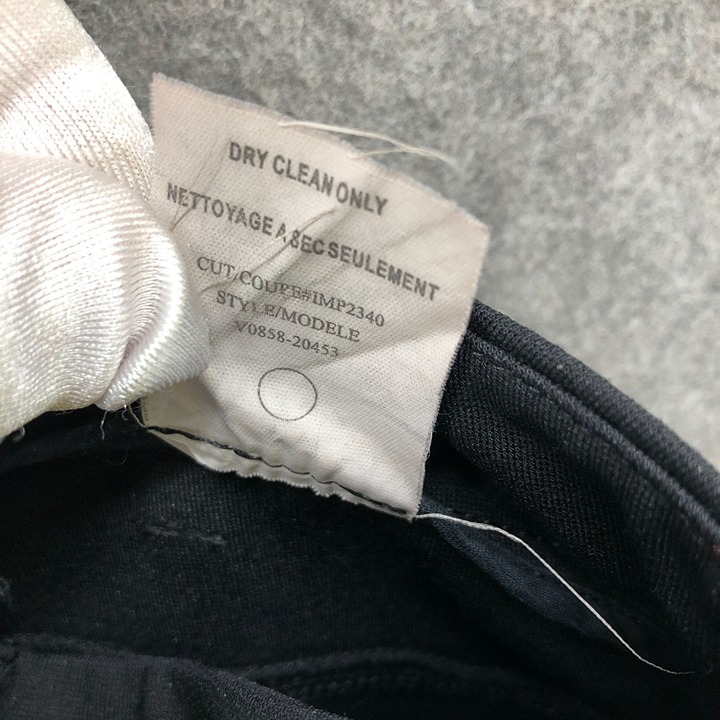 DRY CLEAN ONLY
NETTOYAGE A SEC SEULEMENT
CUT/COUPE#IMP2340
STYLE/MODELE
V0858-20453